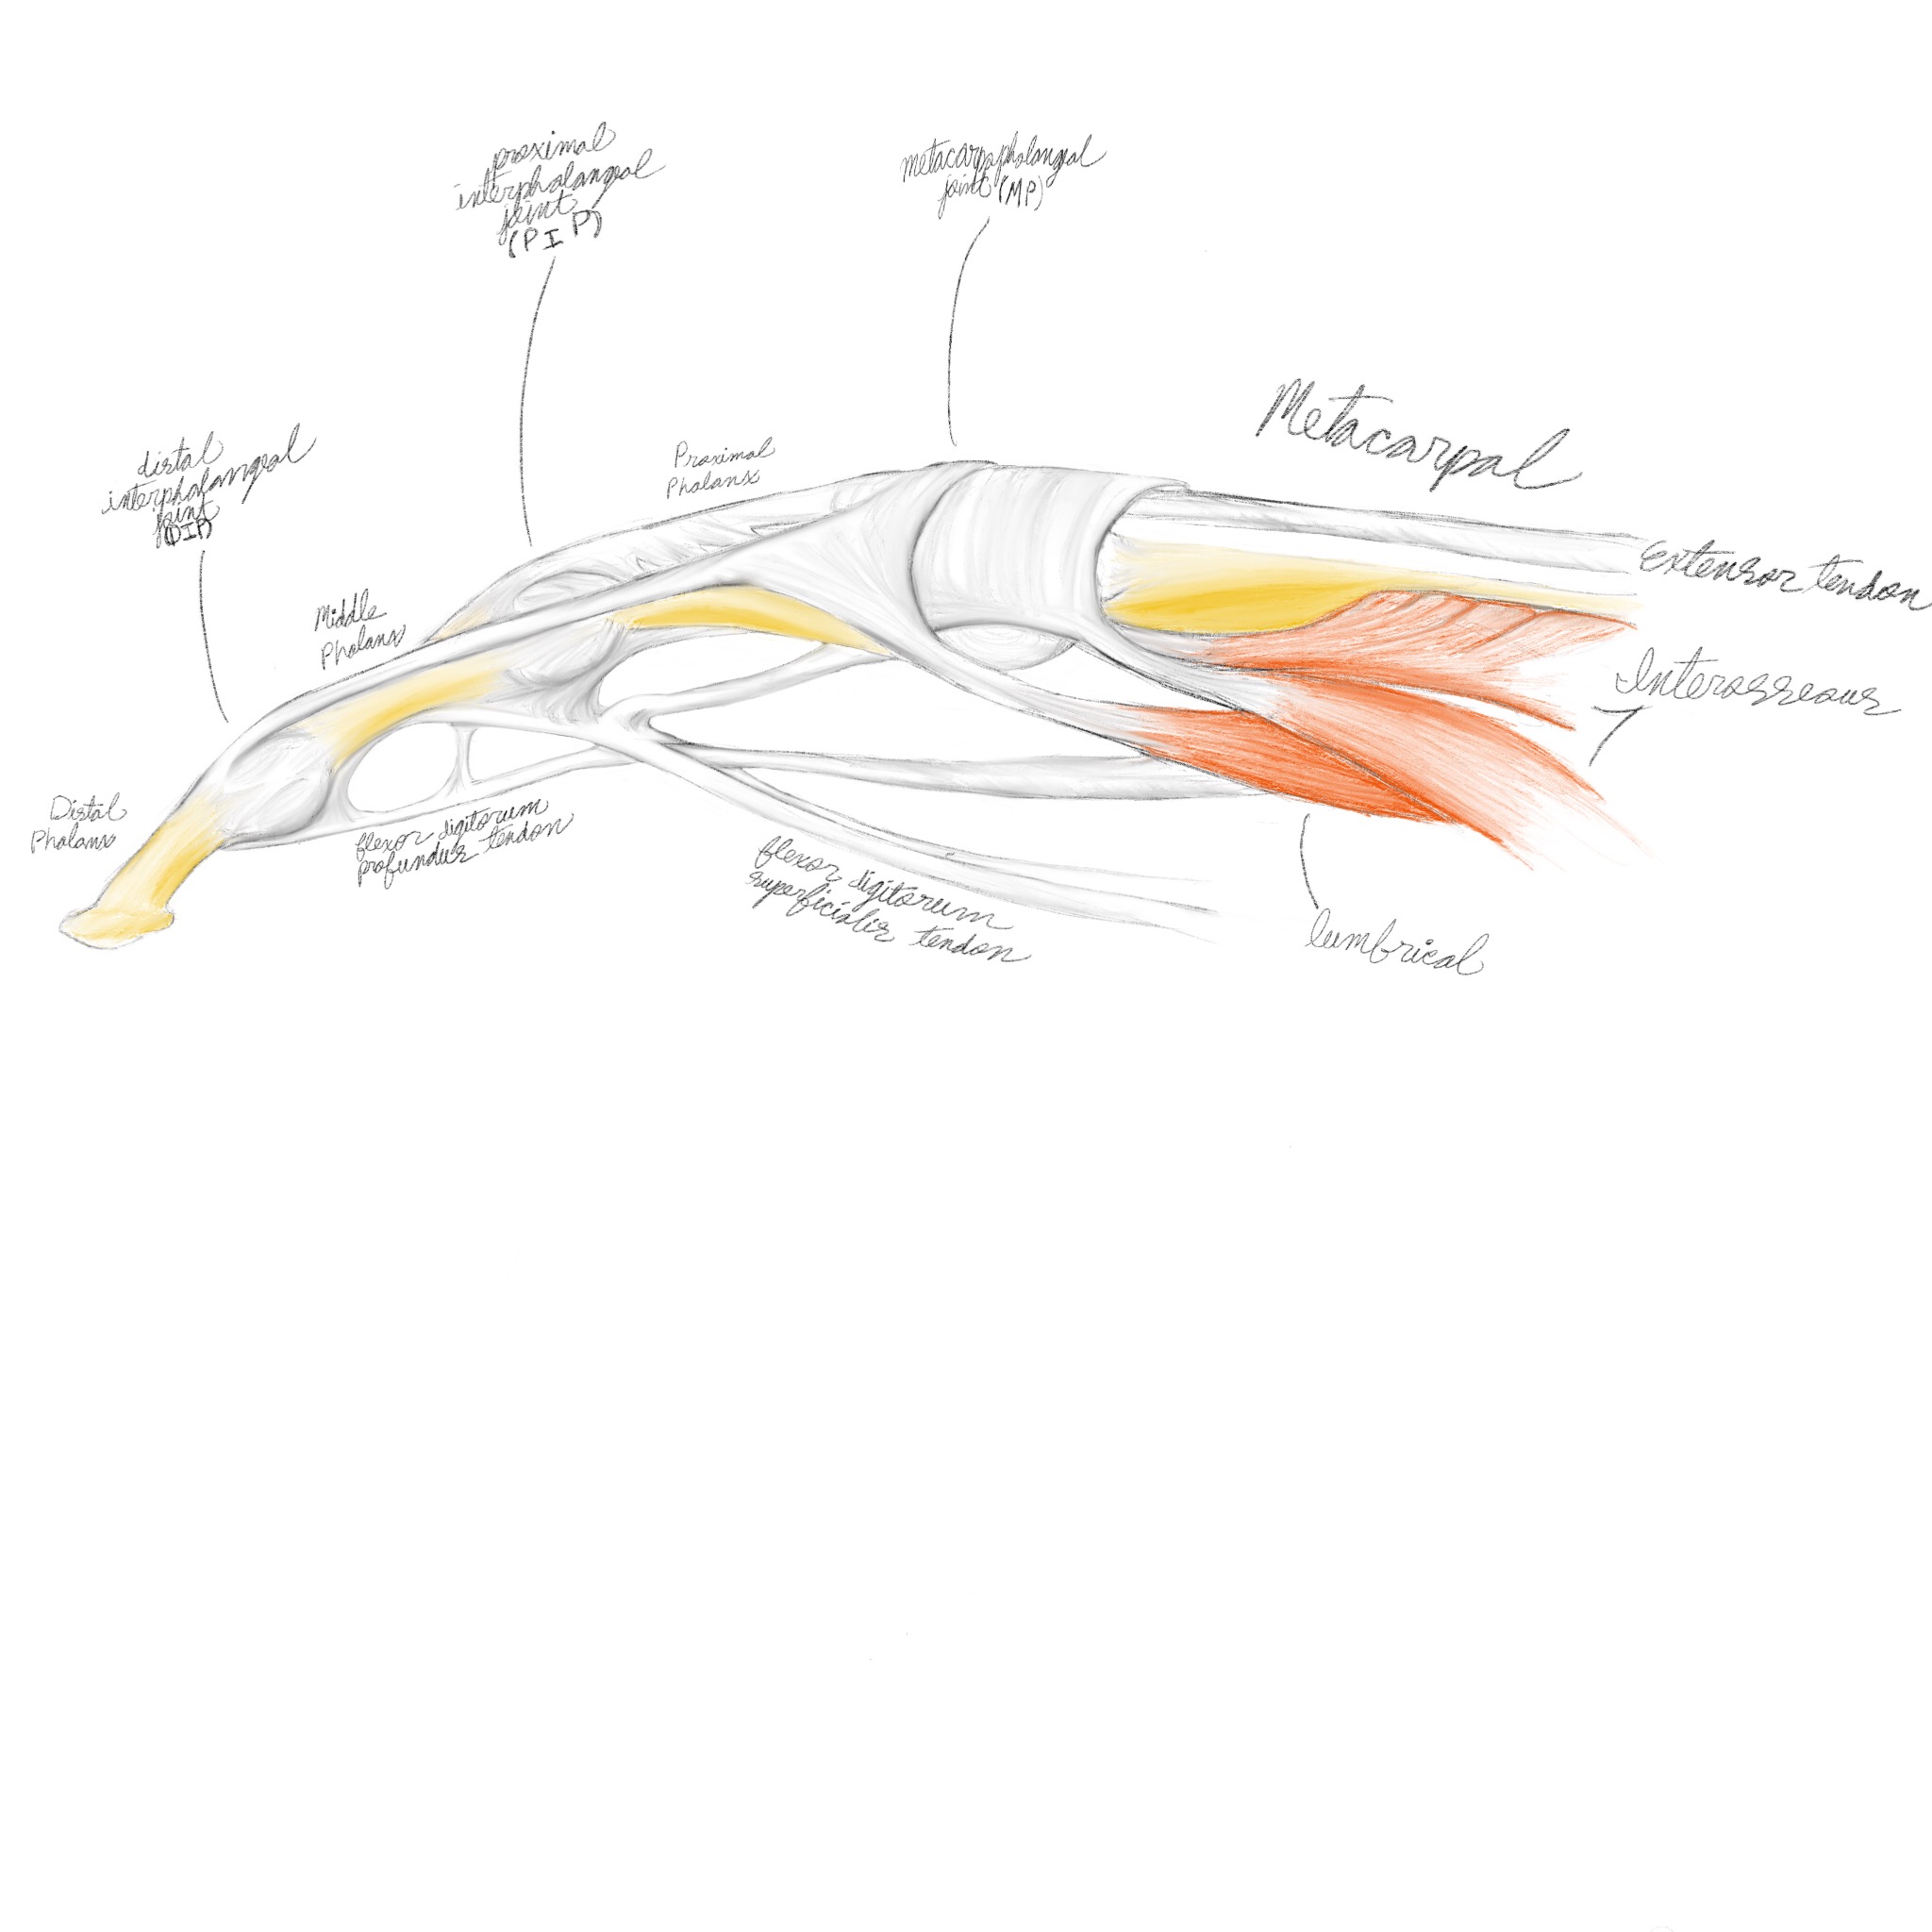 proximal
interphalangeal
joint
(PIP)
metacarpophalangeal
joint (MP)
Metacarpal
distal
interphalangeal
joint
(DIP)
Proximal
Phalanx
Extensor tendon
Middle
Phalanx
Interosseous
Distal
Phalanx
flexor digitorum
profundus tendon
flexor digitorum
superficialis tendon
lumbrical